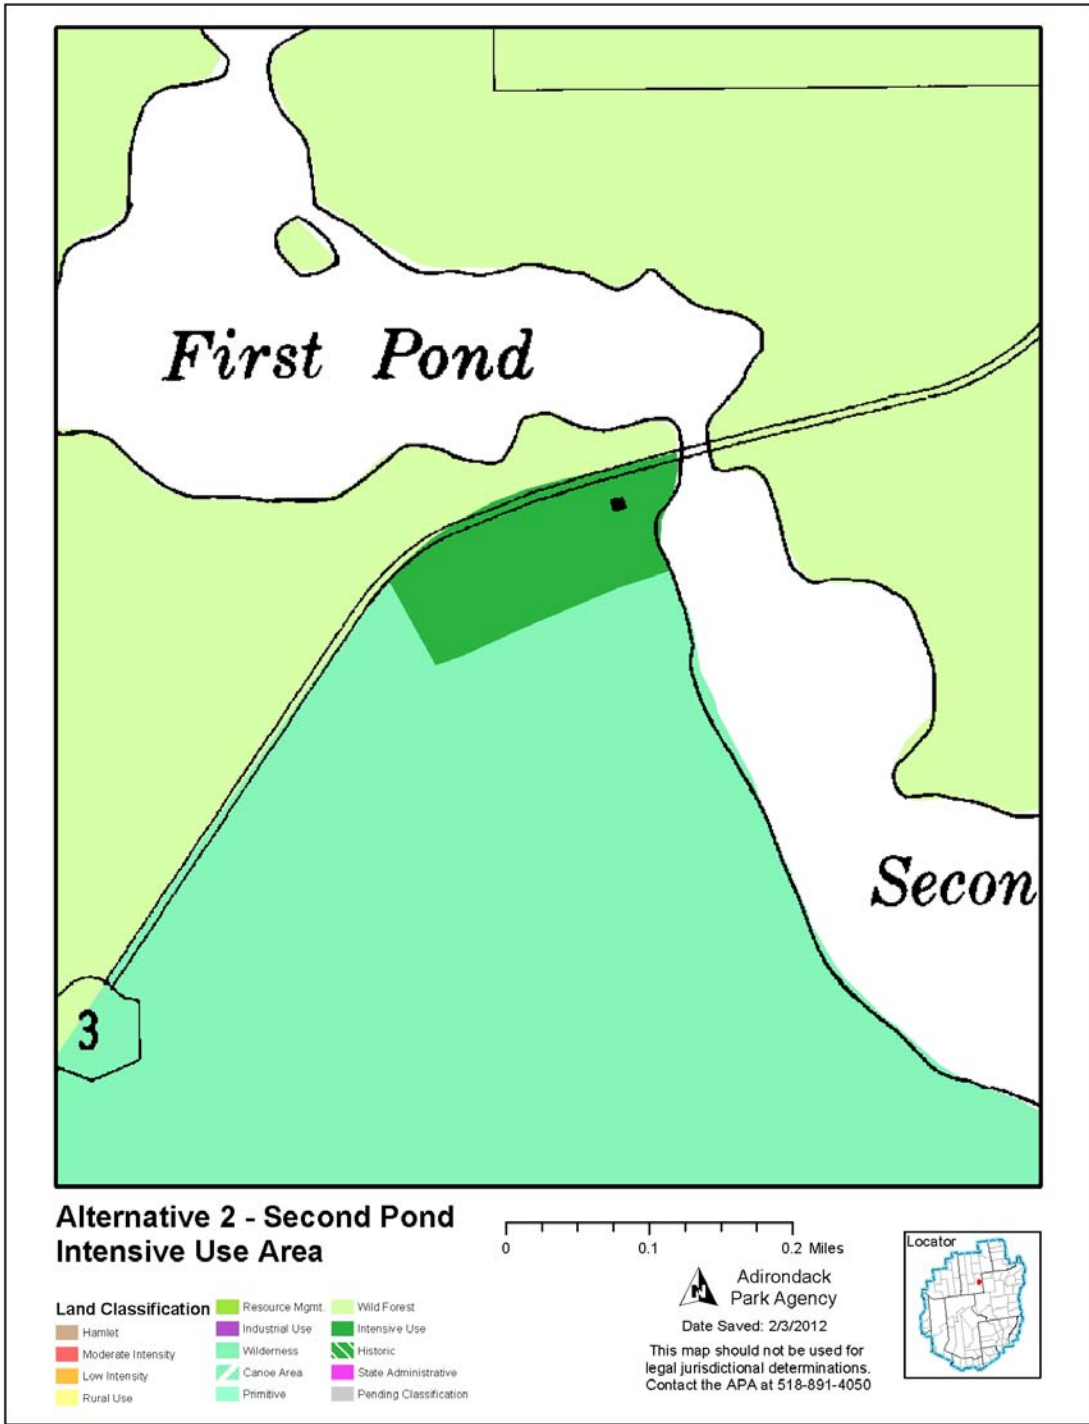 First Pond
Secon
3
Alternative 2 - Second Pond
Intensive Use Area
0 0.1 0.2 Miles
Land Classification
Hamlet
Moderate Intensity
Low Intensity
Rural Use
Resource Mgmt.
Industrial Use
Wilderness
Canoe Area
Primitive
Wild Forest
Intensive Use
Historic
State Administrative
Pending Classification
N
Adirondack
Park Agency
Date Saved: 2/3/2012
This map should not be used for
legal jurisdictional determinations.
Contact the APA at 518-891-4050
Locator